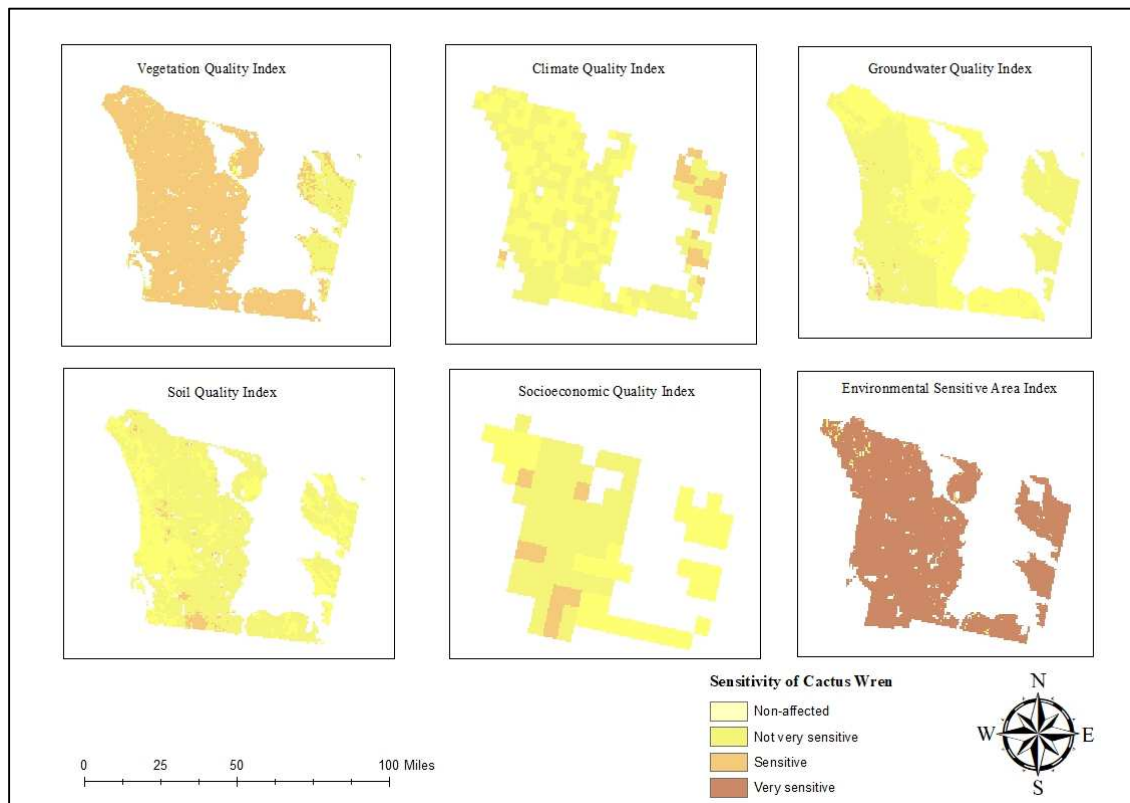 Vegetation Quality Index
Climate Quality Index
Groundwater Quality Index
Soil Quality Index
Socioeconomic Quality Index
Environmental Sensitive Area Index
Sensitivity of Cactus Wren
Non-affected
Not very sensitive
Sensitive
Very sensitive
N
W E
S
0 25 50 100 Miles